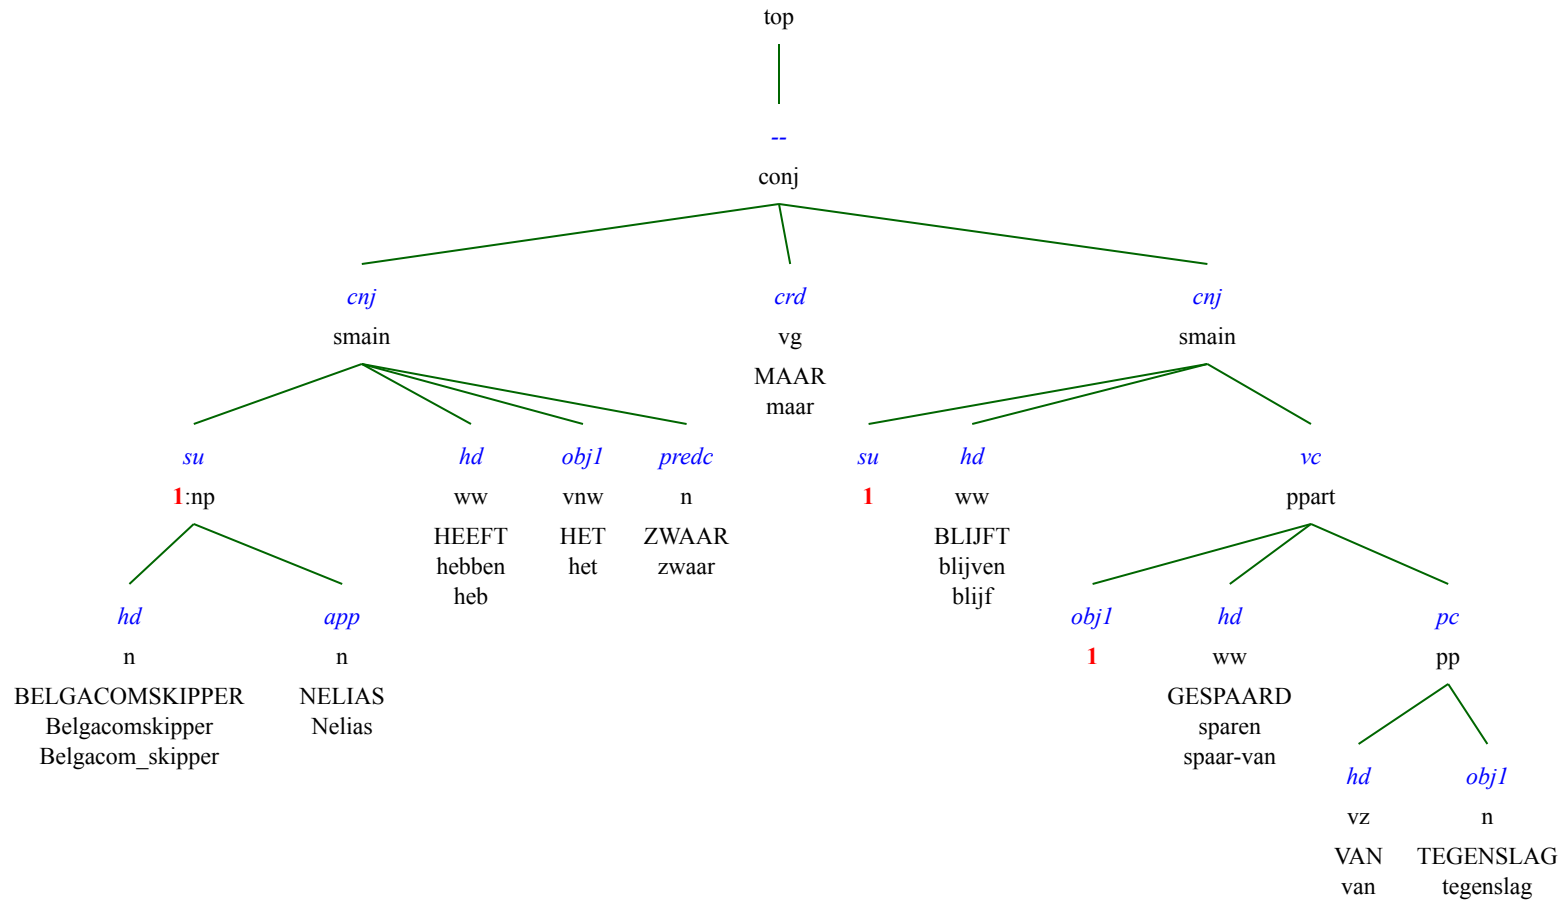 top
--
conj
cnj crd cnj
smain vg smain
MAAR
maar
su hd obj1 predc su hd vc
1:np ww vnw n 1 ww ppart
HEEFT HET ZWAAR BLIJFT
hebben het zwaar blijven
heb blijf
hd app obj1 hd pc
n n 1 ww pp
BELGACOMSKIPPER NELIAS GESPAARD
Belgacomskipper Nelias sparen
Belgacom_skipper spaar-van
hd obj1
vz n
VAN TEGENSLAG
van tegenslag